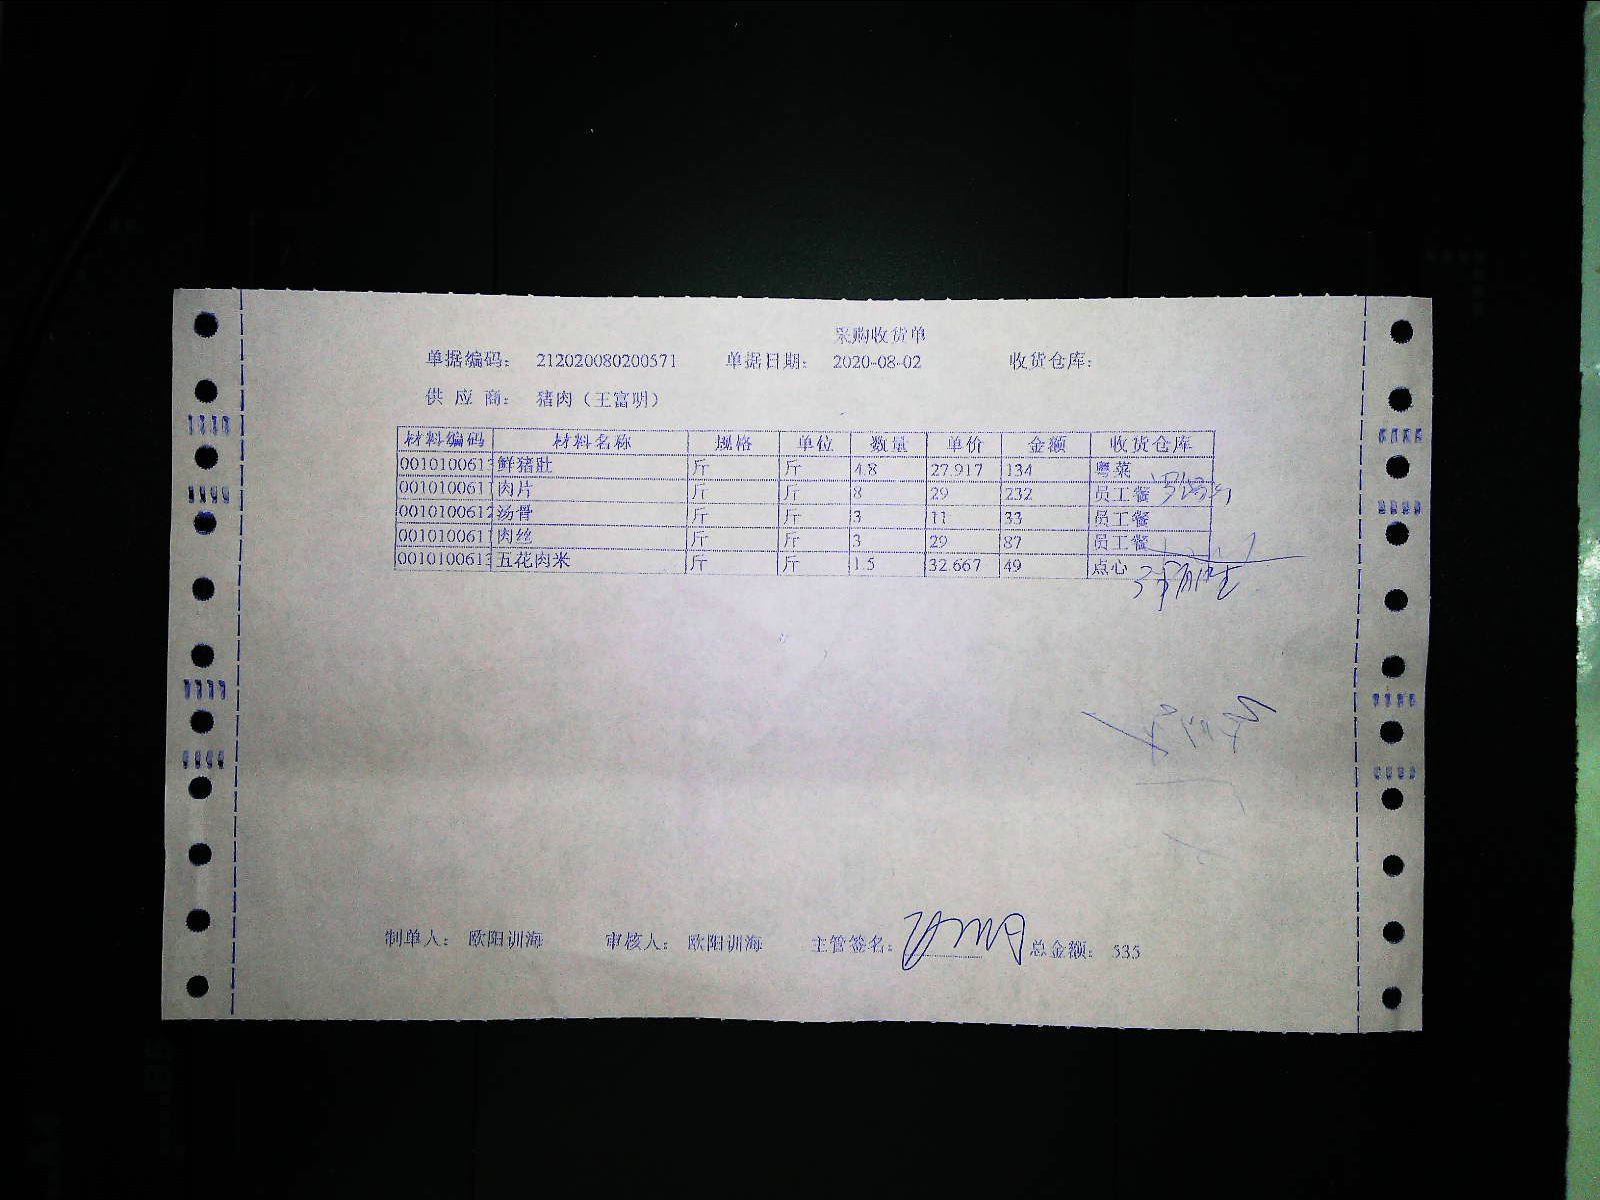 采购收货单
单据编码: 212020080200571 单据日期: 2020-08-02 收货仓库:
供 应 商: 猪肉（王富明）
材料编码 材料名称 规格 单位 数量 单价 金额 收货仓库
0010100613 鲜猪肚 斤 斤 4.8 27.917 134 粤菜
0010100611 肉片 斤 斤 8 29 232 员工餐
0010100612 汤骨 斤 斤 3 11 33 员工餐
0010100611 肉丝 斤 斤 3 29 87 员工餐
0010100613 五花肉米 斤 斤 1.5 32.667 49 点心
制单人: 欧阳训海 审核人: 欧阳训海 主管签名: 总金额: 535